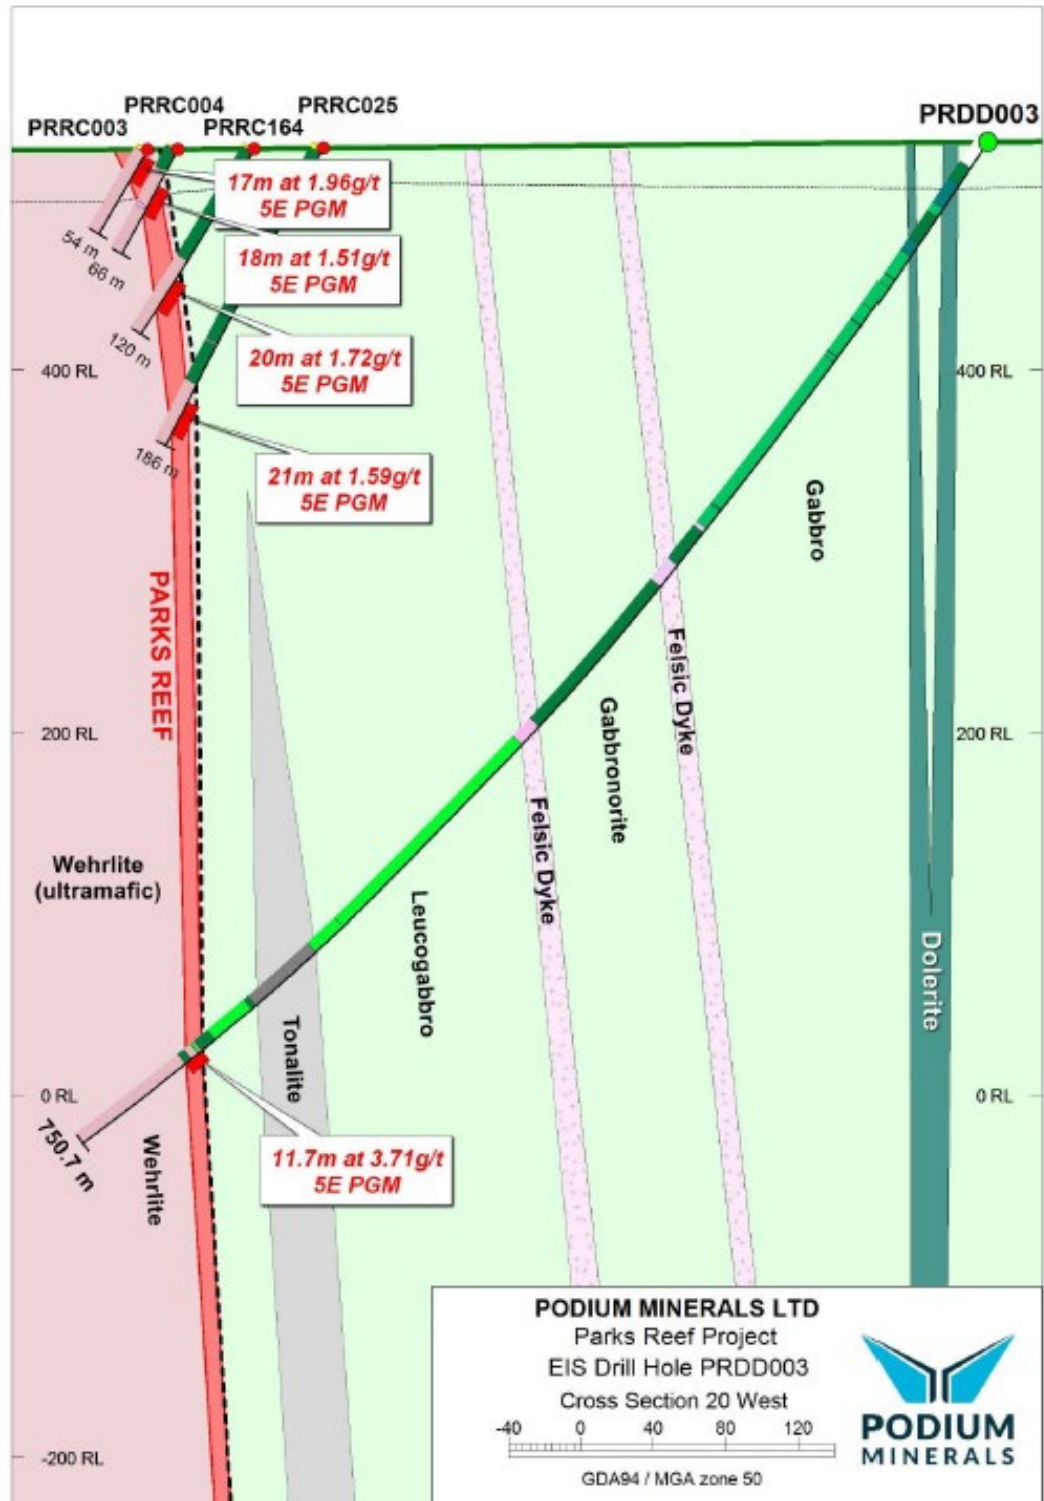 PRRC004
PRRC025
PRRC003
PRRC164
PRDD003
17m at 1.96g/t
5E PGM
54 m
66 m
18m at 1.51g/t
5E PGM
120 m
20m at 1.72g/t
5E PGM
400 RL
400 RL
186 m
21m at 1.59g/t
5E PGM
Gabbro
PARKS REEF
Felsic Dyke
Gabbronorite
200 RL
200 RL
Felsic Dyke
Wehrlite
(ultramafic)
Leucogabbro
Dolerite
Tonalite
0 RL
0 RL
750.7 m
Wehrlite
11.7m at 3.71g/t
5E PGM
-200 RL
PODIUM MINERALS LTD
Parks Reef Project
EIS Drill Hole PRDD003
Cross Section 20 West
-40 0 40 80 120
GDA94 / MGA zone 50
PODIUM
MINERALS